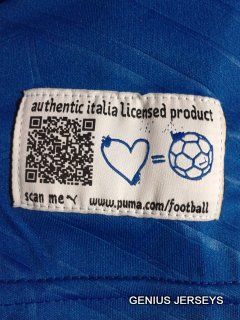 authentic italia licensed product
=
scan me
www.puma.com/football
GENIUS JERSEYS